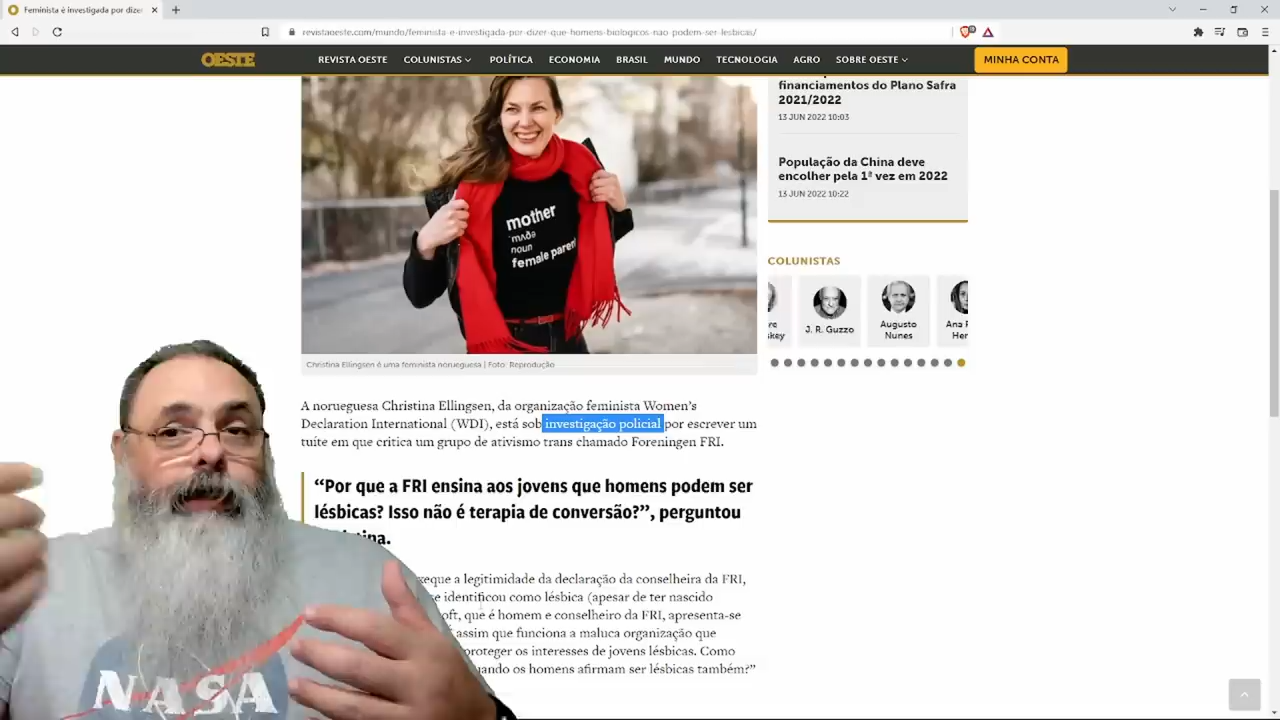 Feminista é investigada por dizer
revistaoeste.com/mundo/feminista-e-investigada-por-dizer-que-homens-biologicos-nao-podem-ser-lesbicas/
OESTE
REVISTA OESTE COLUNISTAS POLÍTICA ECONOMIA BRASIL MUNDO TECNOLOGIA AGRO SOBRE OESTE
MINHA CONTA
financiamentos do Plano Safra
2021/2022
13 JUN 2022 10:03
População da China deve
encolher pela 1ª vez em 2022
13 JUN 2022 10:22
COLUNISTAS
J. R. Guzzo
Augusto
Nunes
mother
noun
female parent
Christina Ellingsen é uma feminista norueguesa | Foto: Reprodução
A norueguesa Christina Ellingsen, da organização feminista Women's
Declaration International (WDI), está sob investigação policial por escrever um
tuíte em que critica um grupo de ativismo trans chamado Foreningen FRI.
“Por que a FRI ensina aos jovens que homens podem ser
lésbicas? Isso não é terapia de conversão?”, perguntou
a legitimidade da declaração da conselheira da FRI,
identificou como lésbica (apesar de ter nascido
que é homem e conselheiro da FRI, apresenta-se
assim que funciona a maluca organização que
proteger os interesses de jovens lésbicas. Como
os homens afirmam ser lésbicas também?”
NASA